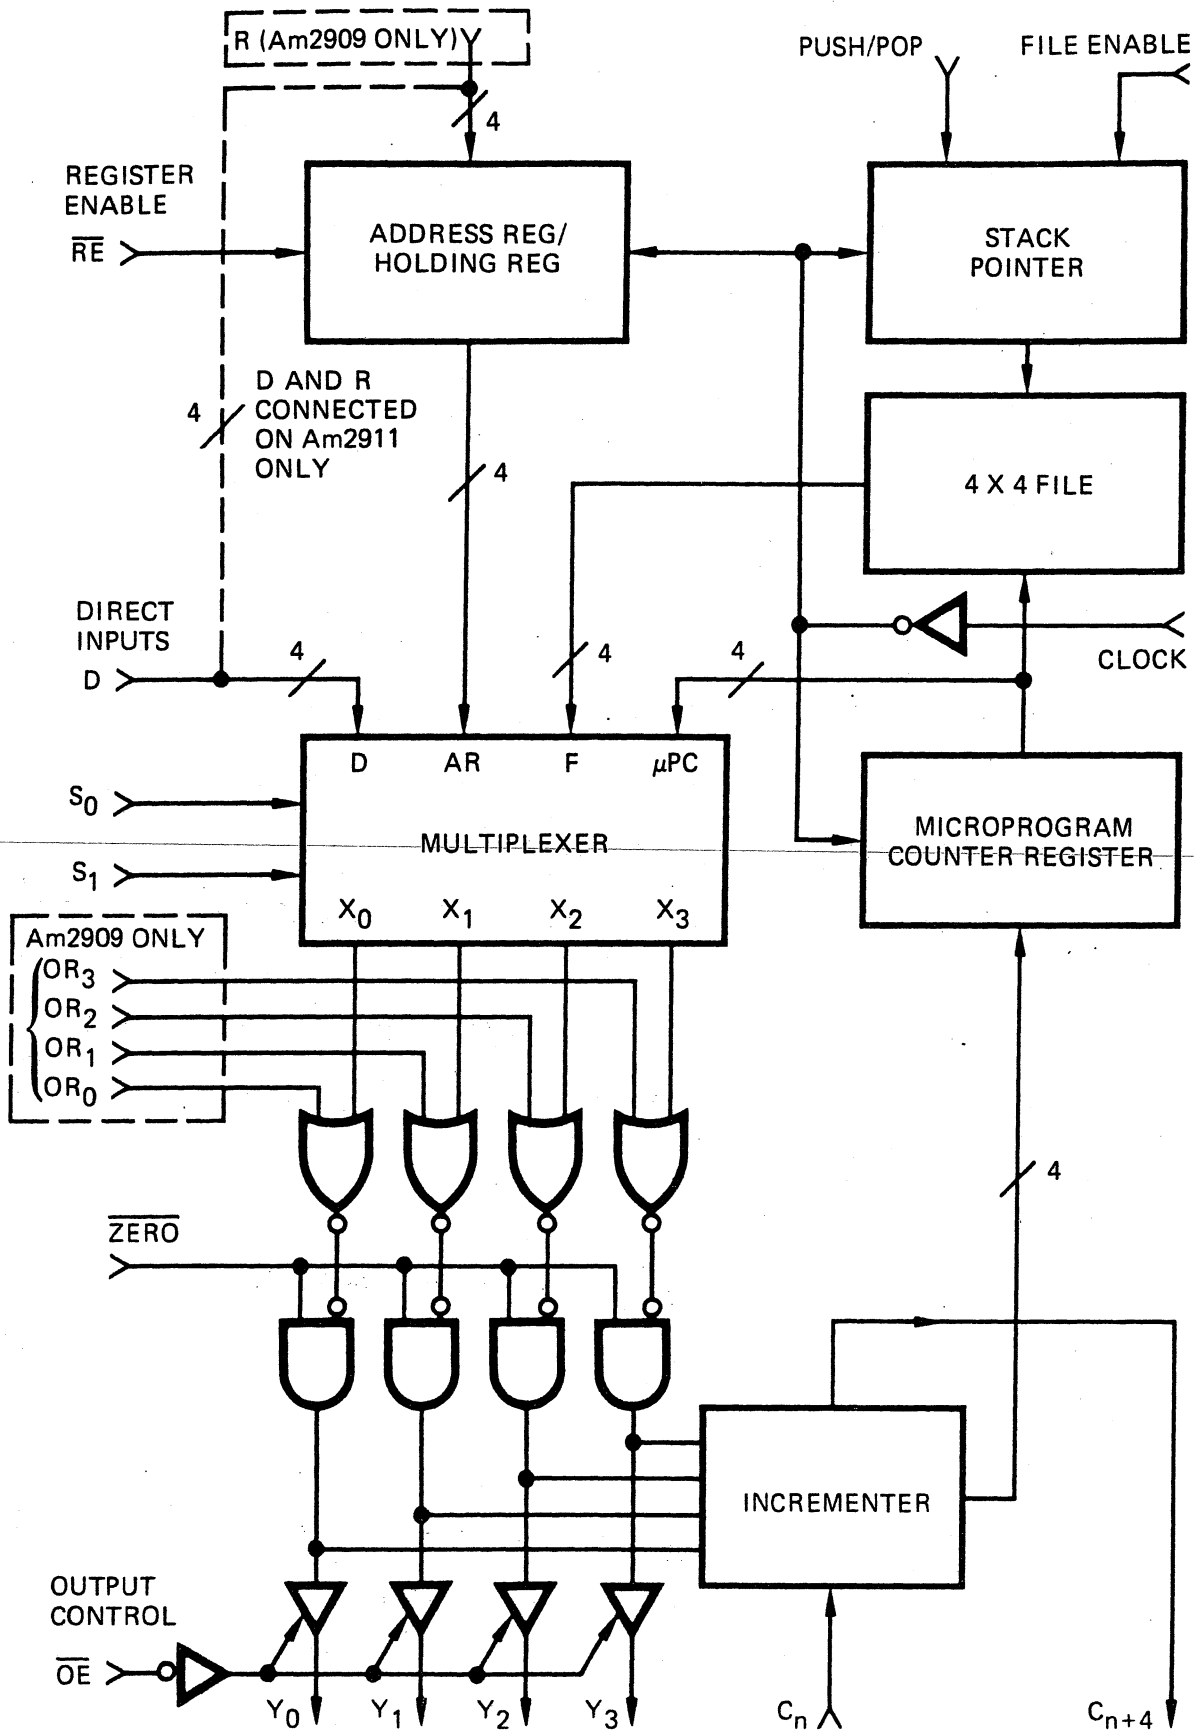 R (Am2909 ONLY)
PUSH/POP
FILE ENABLE
4
REGISTER
ENABLE
RE
ADDRESS REG/
HOLDING REG
STACK
POINTER
D AND R
CONNECTED
ON Am2911
ONLY
4
4
4 X 4 FILE
DIRECT
INPUTS
D
4
4
4
CLOCK
D
AR
F
μPC
S0
MULTIPLEXER
S1
MICROPROGRAM
COUNTER REGISTER
X0
X1
X2
X3
Am2909 ONLY
OR3
OR2
OR1
OR0
4
ZERO
INCREMENTER
OUTPUT
CONTROL
OE
Y0
Y1
Y2
Y3
Cn
Cn+4